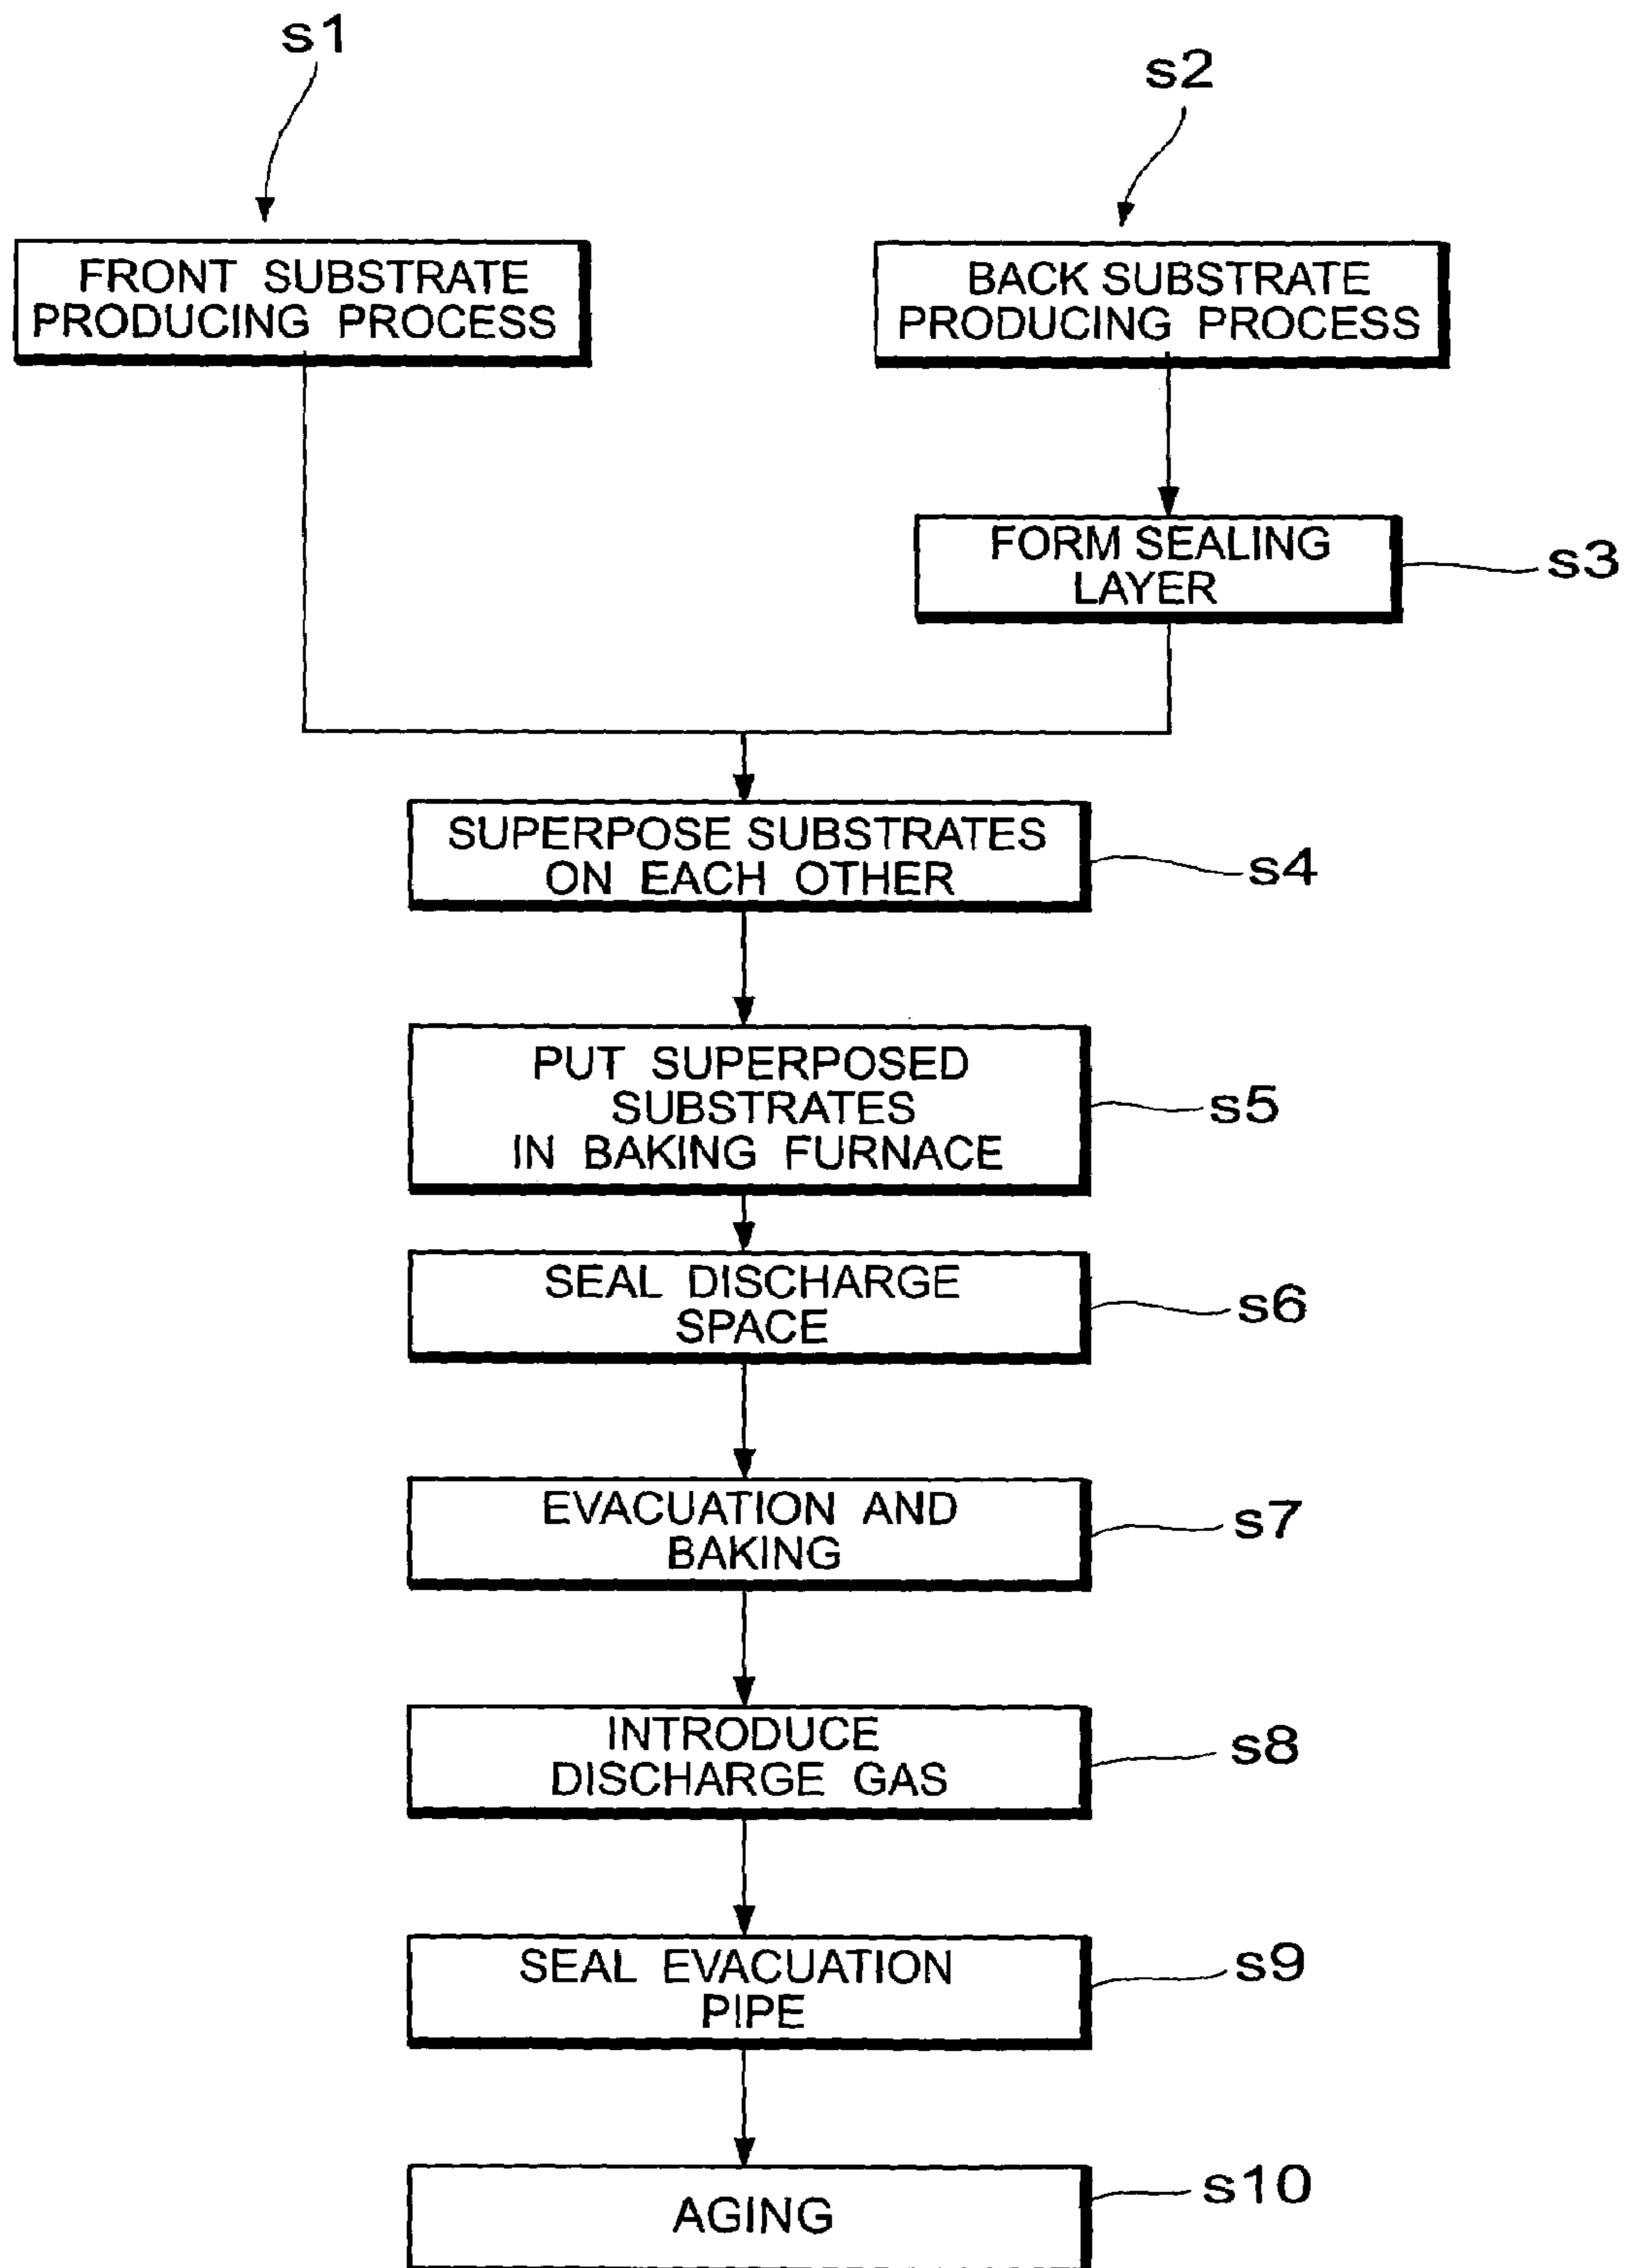 s1
s2
FRONT SUBSTRATE
PRODUCING PROCESS
BACK SUBSTRATE
PRODUCING PROCESS
FORM SEALING
LAYER
s3
SUPERPOSE SUBSTRATES
ON EACH OTHER
s4
PUT SUPERPOSED
SUBSTRATES
IN BAKING FURNACE
s5
SEAL DISCHARGE
SPACE
s6
EVACUATION AND
BAKING
s7
INTRODUCE
DISCHARGE GAS
s8
SEAL EVACUATION
PIPE
s9
AGING
s10